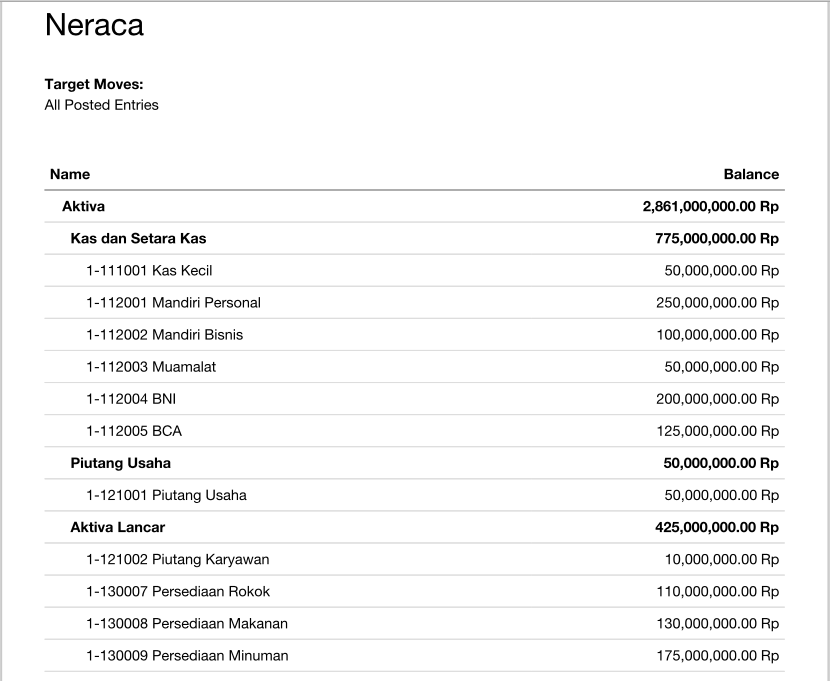 Neraca
Target Moves:
All Posted Entries
Name Balance
Aktiva 2,861,000,000.00 Rp
Kas dan Setara Kas 775,000,000.00 Rp
1-111001 Kas Kecil 50,000,000.00 Rp
1-112001 Mandiri Personal 250,000,000.00 Rp
1-112002 Mandiri Bisnis 100,000,000.00 Rp
1-112003 Muamalat 50,000,000.00 Rp
1-112004 BNI 200,000,000.00 Rp
1-112005 BCA 125,000,000.00 Rp
Piutang Usaha 50,000,000.00 Rp
1-121001 Piutang Usaha 50,000,000.00 Rp
Aktiva Lancar 425,000,000.00 Rp
1-121002 Piutang Karyawan 10,000,000.00 Rp
1-130007 Persediaan Rokok 110,000,000.00 Rp
1-130008 Persediaan Makanan 130,000,000.00 Rp
1-130009 Persediaan Minuman 175,000,000.00 Rp